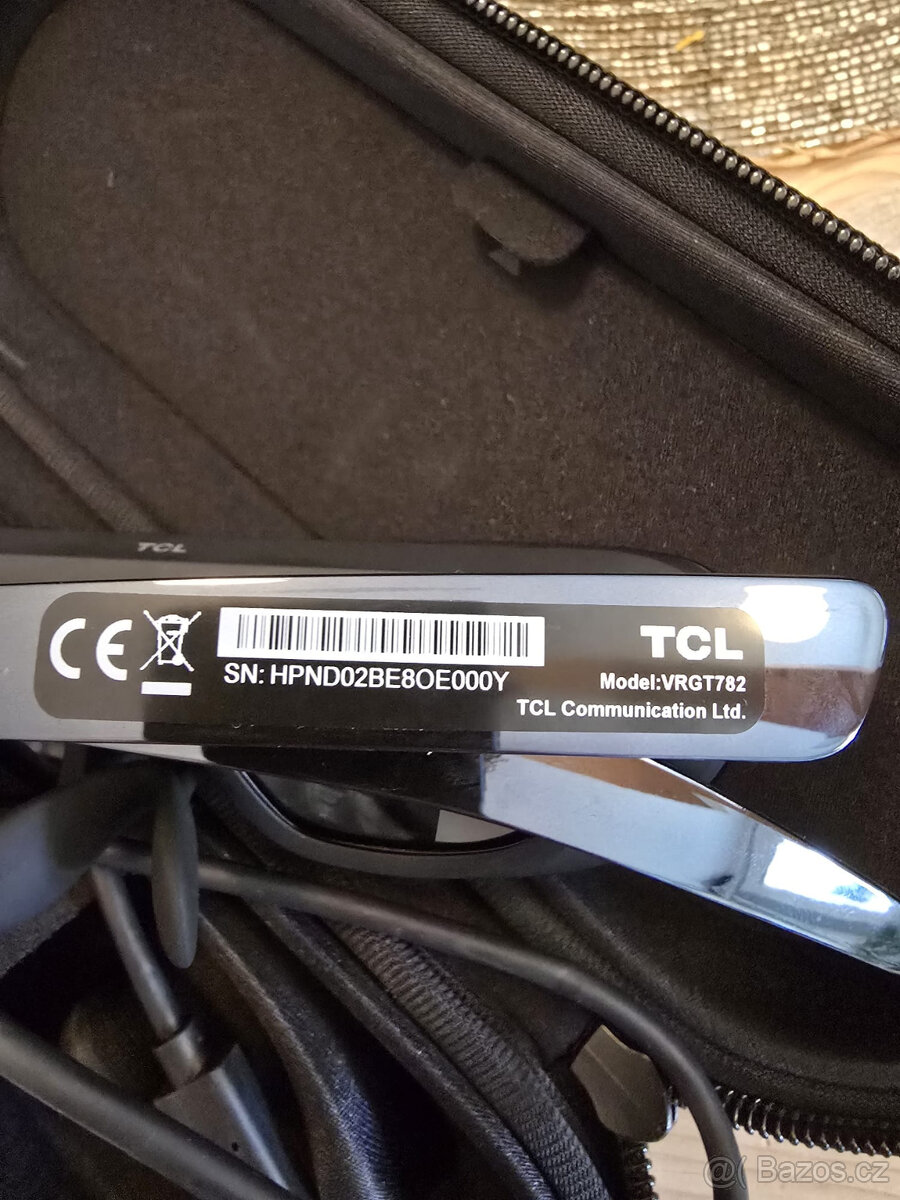 TCL
CE
TCL
SN: HPND02BE8OE000Y
Model:VRGT782
TCL Communication Ltd.
@( Bazos.cz